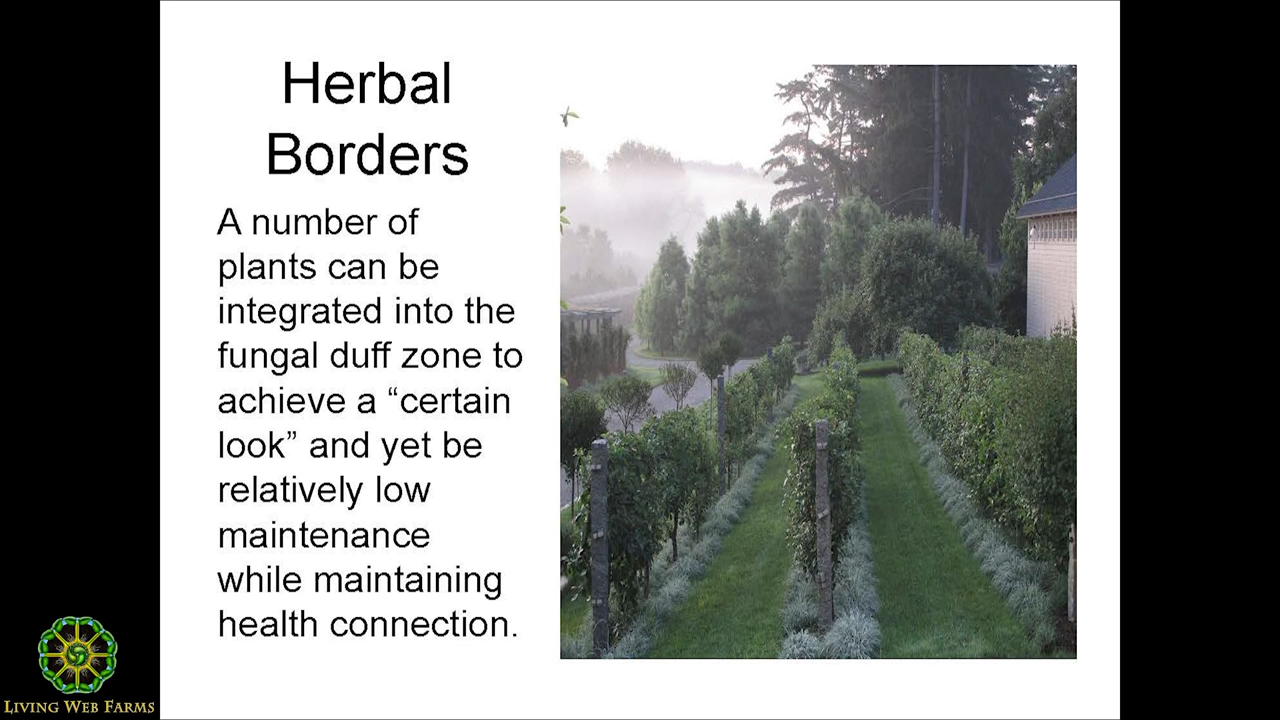 Herbal
Borders
A number of
plants can be
integrated into the
fungal duff zone to
achieve a “certain
look” and yet be
relatively low
maintenance
while maintaining
health connection.
LIVING WEB FARMS